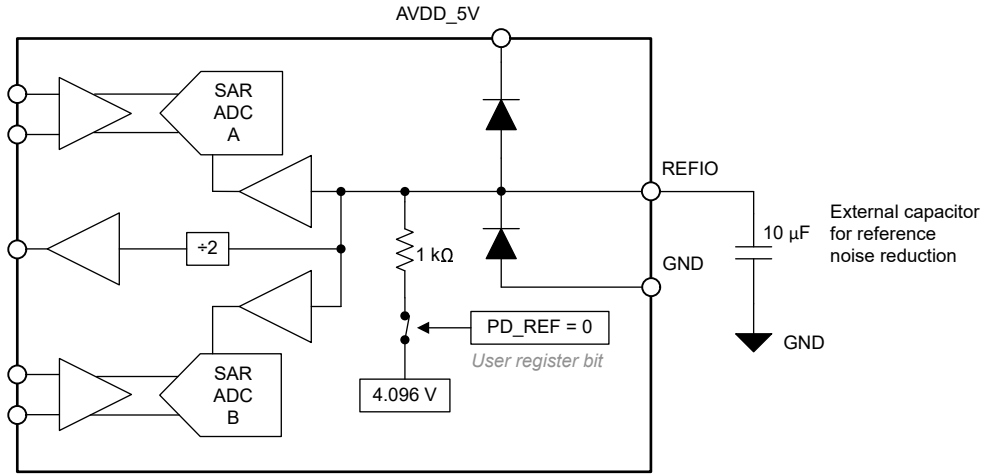 AVDD_5V
SAR
ADC
A
REFIO
÷2
1 kΩ
GND
10 μF
External capacitor
for reference
noise reduction
PD_REF = 0
User register bit
GND
4.096 V
SAR
ADC
B